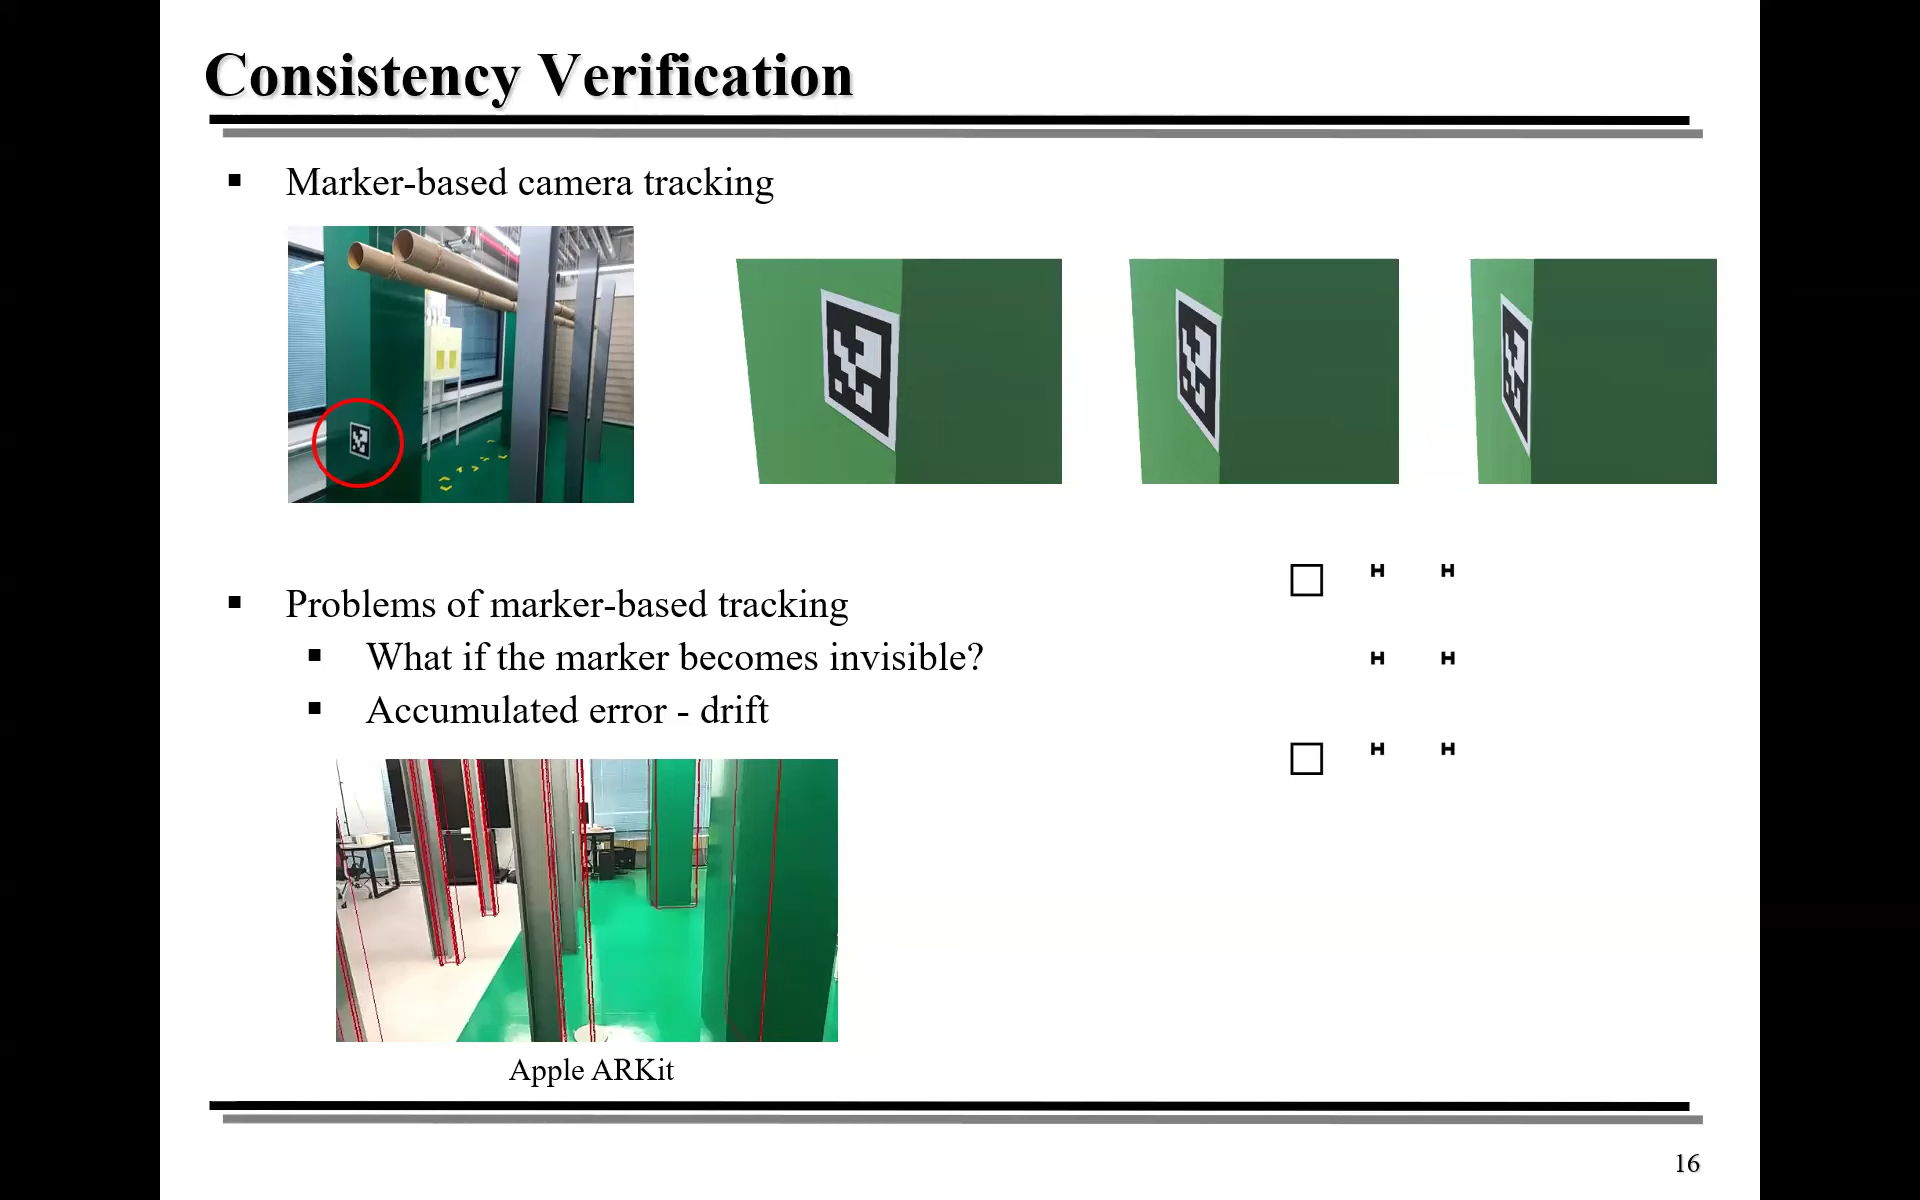 Consistency Verification
Marker-based camera tracking
Problems of marker-based tracking
What if the marker becomes invisible?
Accumulated error - drift
H H
H H
H H
Apple ARKit
16